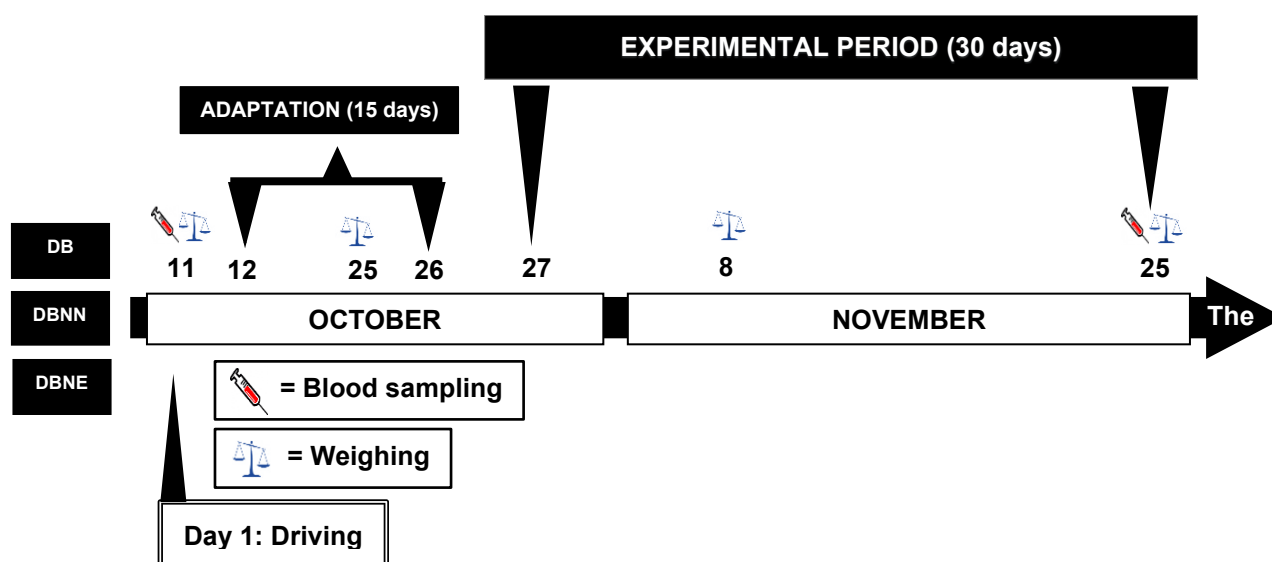 EXPERIMENTAL PERIOD (30 days)
ADAPTATION (15 days)
DB
11 12 25 26 27 8 25
DBNN
OCTOBER NOVEMBER The
DBNE
= Blood sampling
= Weighing
Day 1: Driving